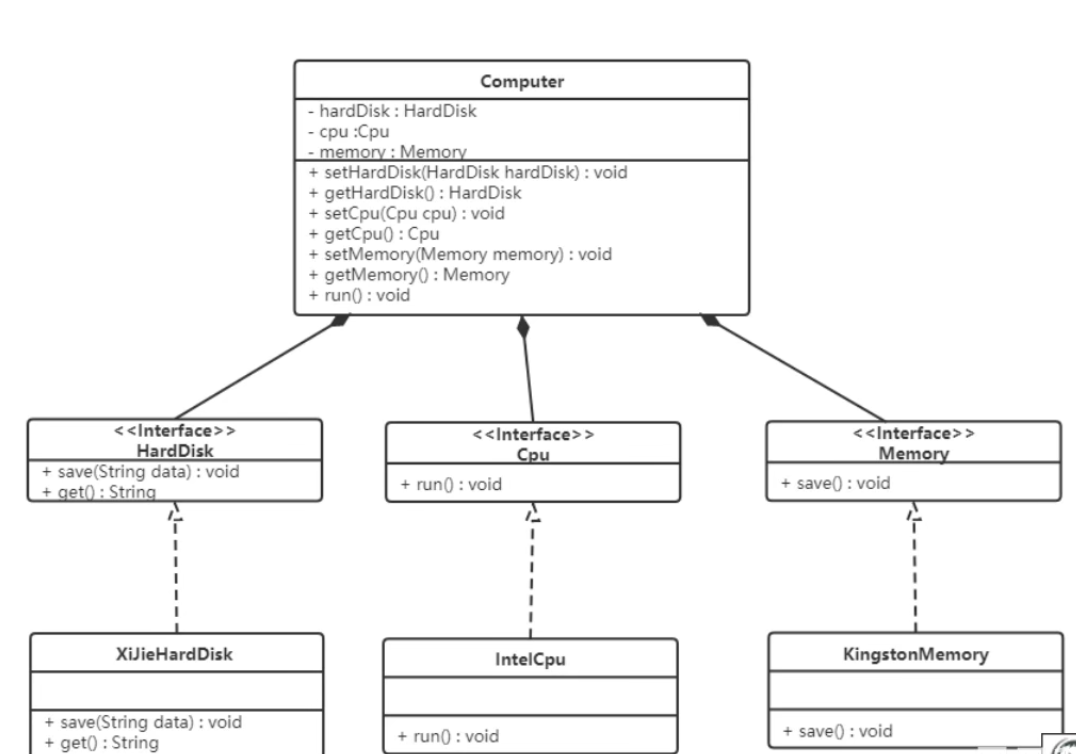 Computer
- hardDisk : HardDisk
- cpu :Cpu
- memory : Memory
+ setHardDisk(HardDisk hardDisk) : void
+ getHardDisk() : HardDisk
+ setCpu(Cpu cpu) : void
+ getCpu() : Cpu
+ setMemory(Memory memory) : void
+ getMemory() : Memory
+ run() : void
<<Interface>>
HardDisk
+ save(String data) : void
+ get() : String
<<Interface>>
Cpu
+ run() : void
<<Interface>>
Memory
+ save() : void
XiJieHardDisk
+ save(String data) : void
+ get() : String
IntelCpu
+ run() : void
KingstonMemory
+ save() : void